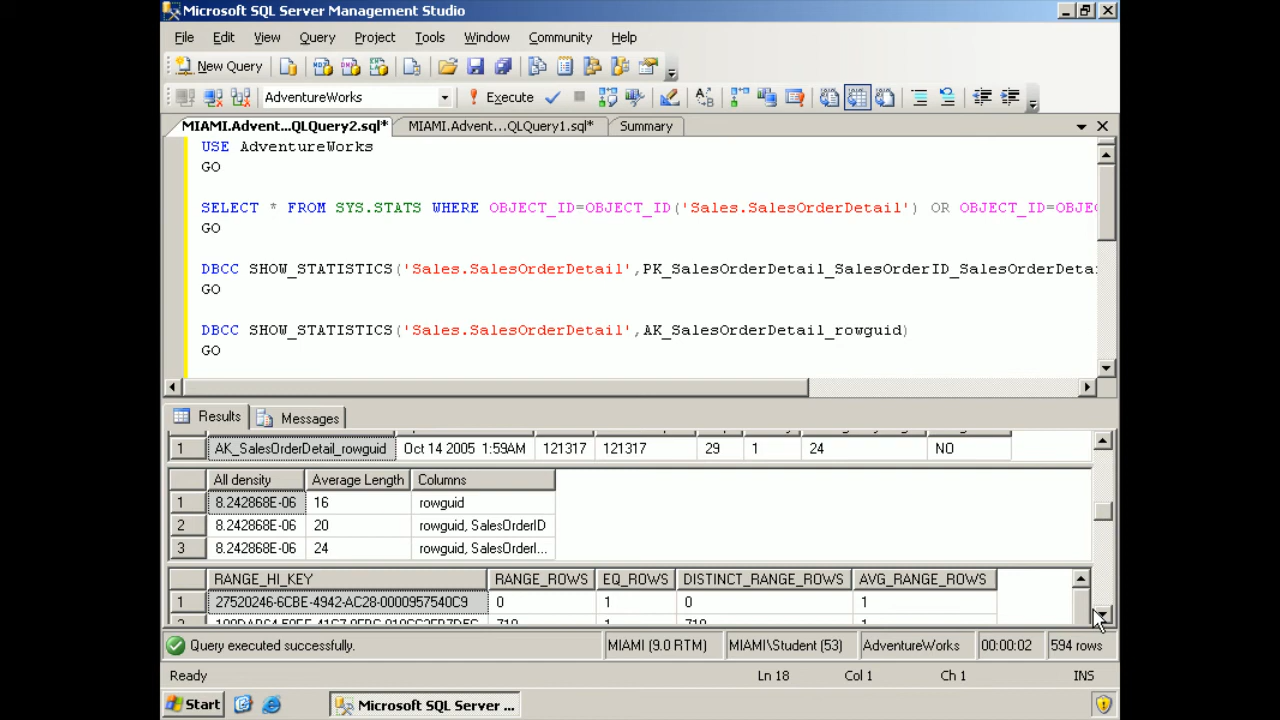 Microsoft SQL Server Management Studio
File Edit View Query Project Tools Window Community Help
New Query
AdventureWorks Execute
MIAMI.Advent...QLQuery2.sql* MIAMI.Advent...QLQuery1.sql* Summary
USE AdventureWorks
GO
SELECT * FROM SYS.STATS WHERE OBJECT_ID=OBJECT_ID('Sales.SalesOrderDetail') OR OBJECT_ID=OBJE
GO
DBCC SHOW_STATISTICS('Sales.SalesOrderDetail',PK_SalesOrderDetail_SalesOrderID_SalesOrderDetai
GO
DBCC SHOW_STATISTICS('Sales.SalesOrderDetail',AK_SalesOrderDetail_rowguid)
GO
Results Messages
1 AK_SalesOrderDetail_rowguid Oct 14 2005 1:59AM 121317 121317 29 1 24 NO
All density Average Length Columns
1 8.242868E-06 16 rowguid
2 8.242868E-06 20 rowguid, SalesOrderID
3 8.242868E-06 24 rowguid, SalesOrderI...
RANGE_HI_KEY RANGE_ROWS EQ_ROWS DISTINCT_RANGE_ROWS AVG_RANGE_ROWS
1 27520246-6CBE-4942-AC28-0000957540C9 0 1 0 1
Query executed successfully. MIAMI (9.0 RTM) MIAMI\Student (53) AdventureWorks 00:00:02 594 rows
Ready Ln 18 Col 1 Ch 1 INS
Start Microsoft SQL Server ...